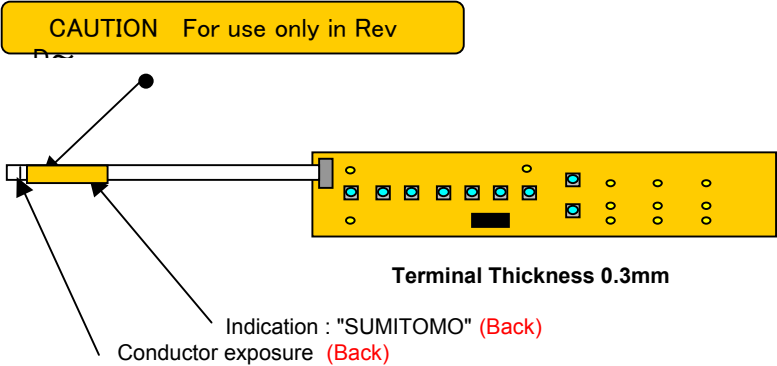 CAUTION For use only in Rev
Terminal Thickness 0.3mm
Indication : "SUMITOMO" (Back)
Conductor exposure (Back)